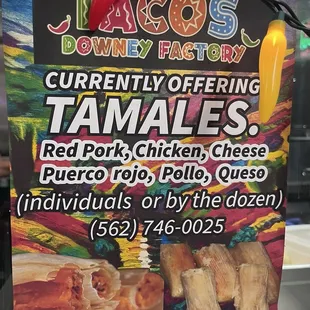 TACOS
DOWNEY FACTORY
CURRENTLY OFFERING
TAMALES.
Red Pork, Chicken, Cheese
Puerco rojo, Pollo, Queso
(individuals or by the dozen)
(562) 746-0025